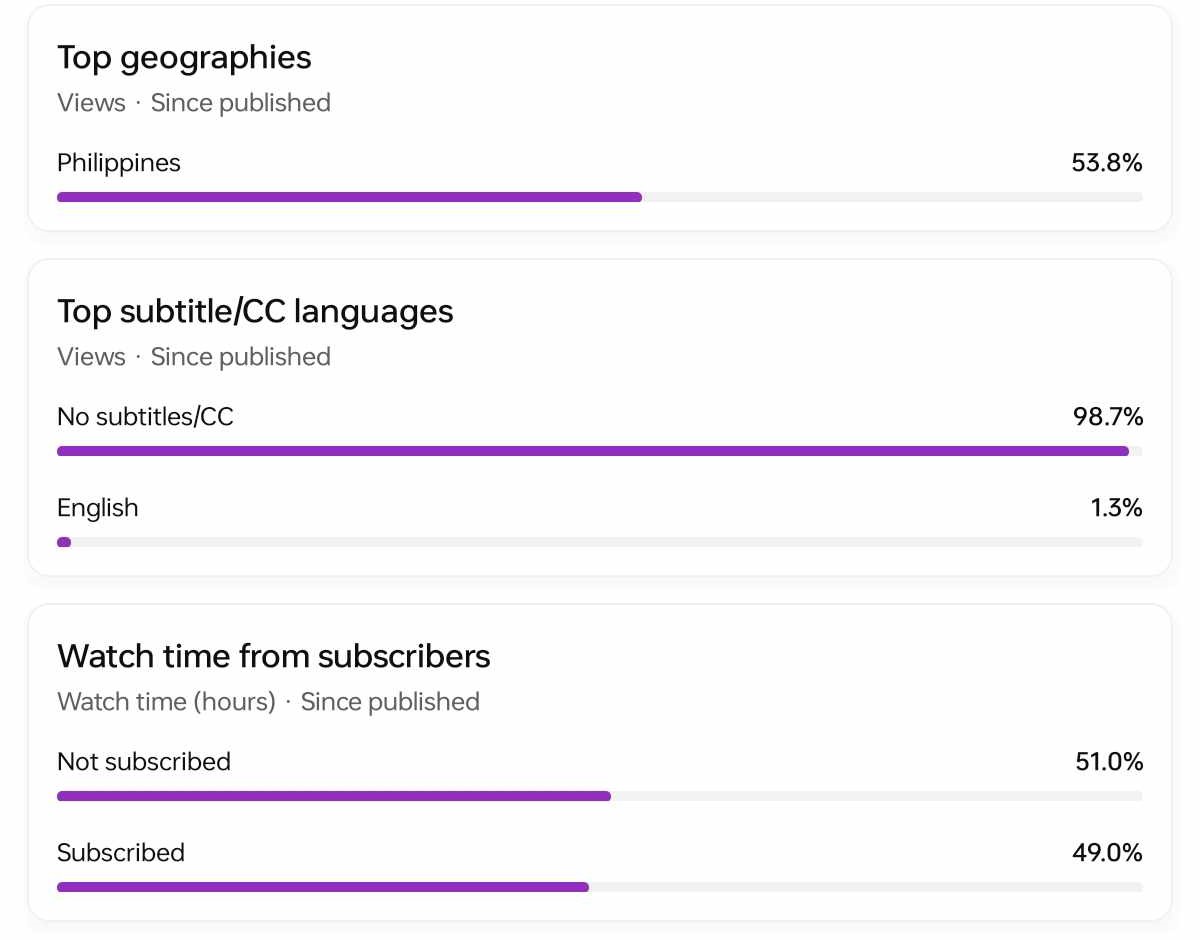 Top geographies
Views · Since published
Philippines 53.8%
Top subtitle/CC languages
Views · Since published
No subtitles/CC 98.7%
English 1.3%
Watch time from subscribers
Watch time (hours) · Since published
Not subscribed 51.0%
Subscribed 49.0%